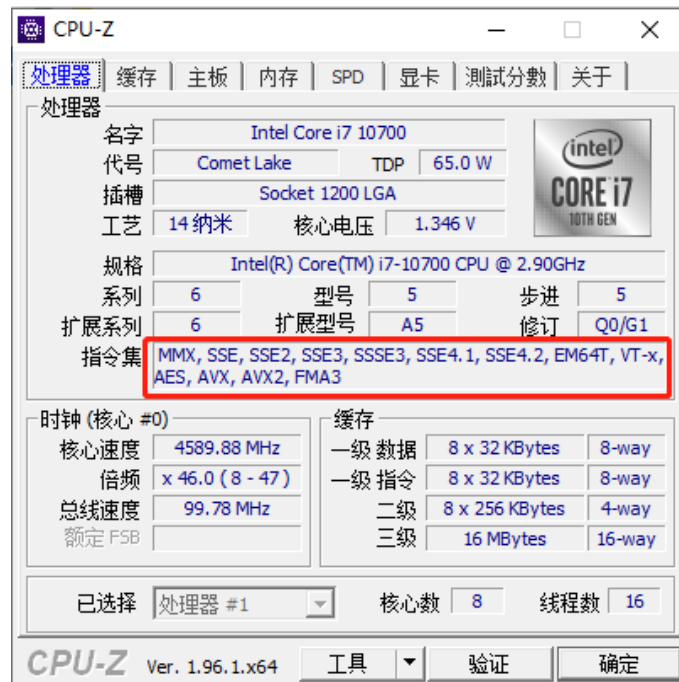 CPU-Z
处理器 缓存 主板 内存 SPD 显卡 測試分數 关于
处理器
名字 Intel Core i7 10700
代号 Comet Lake TDP 65.0 W
插槽 Socket 1200 LGA
工艺 14 纳米 核心电压 1.346 V
intel
CORE i7
10TH GEN
规格 Intel(R) Core(TM) i7-10700 CPU @ 2.90GHz
系列 6 型号 5 步进 5
扩展系列 6 扩展型号 A5 修订 Q0/G1
指令集 MMX, SSE, SSE2, SSE3, SSSE3, SSE4.1, SSE4.2, EM64T, VT-x,
AES, AVX, AVX2, FMA3
时钟 (核心 #0)
核心速度 4589.88 MHz
倍频 x 46.0 ( 8 - 47 )
总线速度 99.78 MHz
额定 FSB
缓存
一级 数据 8 x 32 KBytes 8-way
一级 指令 8 x 32 KBytes 8-way
二级 8 x 256 KBytes 4-way
三级 16 MBytes 16-way
已选择 处理器 #1 核心数 8 线程数 16
CPU-Z Ver. 1.96.1.x64 工具 验证 确定